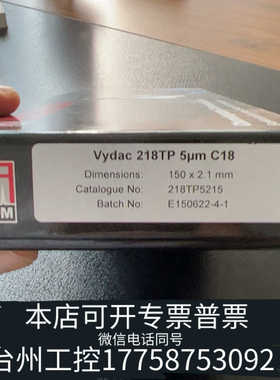 Vydac 218TP 5µm C18
Dimensions: 150 x 2.1 mm
Catalogue No: 218TP5215
Batch No: E150622-4-1
本店可开专票普票
微信电话同号
台州工控17758753092